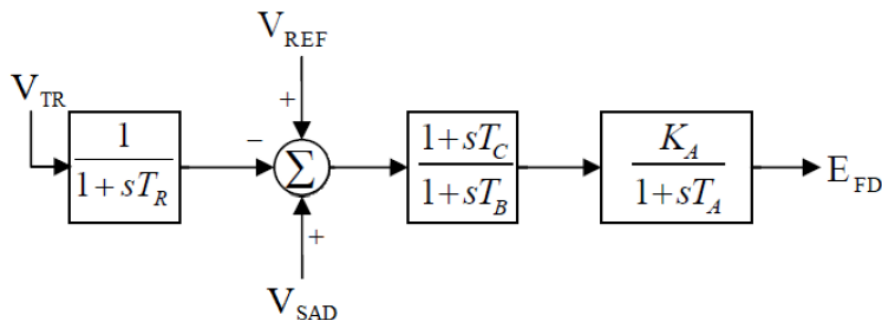 V_REF
V_TR
+
−
1
1+sT_R
Σ
1+sT_C
1+sT_B
K_A
1+sT_A
E_FD
+
V_SAD